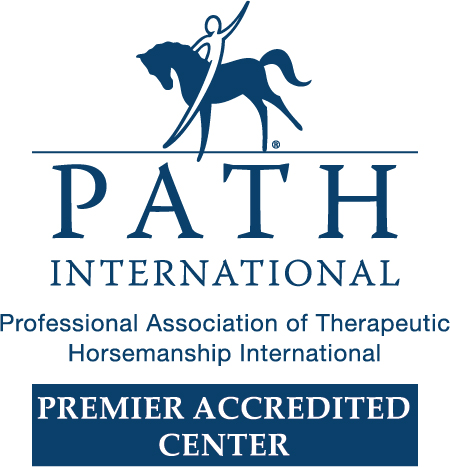 ®
PATH
INTERNATIONAL
Professional Association of Therapeutic
Horsemanship International
PREMIER ACCREDITED
CENTER